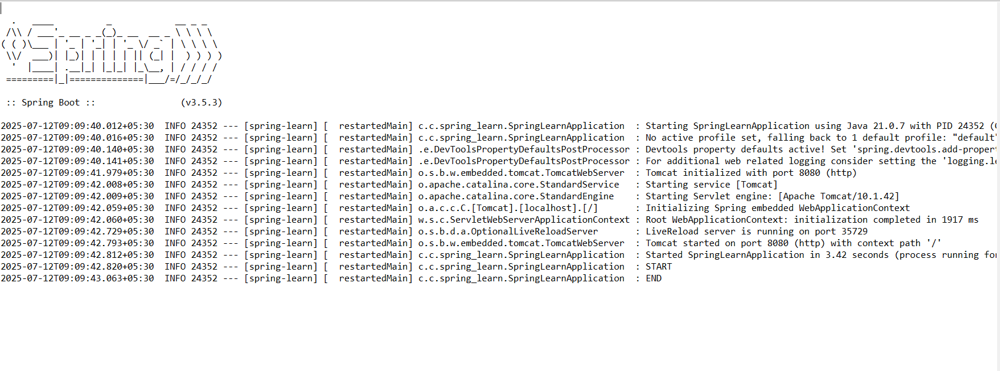 .   ____          _            __ _ _
 /\\ / ___'_ __ _ _(_)_ __  __ _ \ \ \ \
( ( )\___ | '_ | '_| | '_ \/ _` | \ \ \ \
 \\/  ___)| |_)| | | | | || (_| |  ) ) ) )
  '  |____| .__|_| |_|_| |_\__, | / / / /
 =========|_|==============|___/=/_/_/_/
 :: Spring Boot ::                (v3.5.3)
2025-07-12T09:09:40.012+05:30  INFO 24352 --- [spring-learn] [  restartedMain] c.c.spring_learn.SpringLearnApplication  : Starting SpringLearnApplication using Java 21.0.7 with PID 24352 (
2025-07-12T09:09:40.016+05:30  INFO 24352 --- [spring-learn] [  restartedMain] c.c.spring_learn.SpringLearnApplication  : No active profile set, falling back to 1 default profile: "default"
2025-07-12T09:09:40.140+05:30  INFO 24352 --- [spring-learn] [  restartedMain] .e.DevToolsPropertyDefaultsPostProcessor : Devtools property defaults active! Set 'spring.devtools.add-proper
2025-07-12T09:09:40.141+05:30  INFO 24352 --- [spring-learn] [  restartedMain] .e.DevToolsPropertyDefaultsPostProcessor : For additional web related logging consider setting the 'logging.le
2025-07-12T09:09:41.979+05:30  INFO 24352 --- [spring-learn] [  restartedMain] o.s.b.w.embedded.tomcat.TomcatWebServer  : Tomcat initialized with port 8080 (http)
2025-07-12T09:09:42.008+05:30  INFO 24352 --- [spring-learn] [  restartedMain] o.apache.catalina.core.StandardService   : Starting service [Tomcat]
2025-07-12T09:09:42.009+05:30  INFO 24352 --- [spring-learn] [  restartedMain] o.apache.catalina.core.StandardEngine    : Starting Servlet engine: [Apache Tomcat/10.1.42]
2025-07-12T09:09:42.059+05:30  INFO 24352 --- [spring-learn] [  restartedMain] o.a.c.c.C.[Tomcat].[localhost].[/]       : Initializing Spring embedded WebApplicationContext
2025-07-12T09:09:42.060+05:30  INFO 24352 --- [spring-learn] [  restartedMain] w.s.c.ServletWebServerApplicationContext : Root WebApplicationContext: initialization completed in 1917 ms
2025-07-12T09:09:42.729+05:30  INFO 24352 --- [spring-learn] [  restartedMain] o.s.b.d.a.OptionalLiveReloadServer       : LiveReload server is running on port 35729
2025-07-12T09:09:42.793+05:30  INFO 24352 --- [spring-learn] [  restartedMain] o.s.b.w.embedded.tomcat.TomcatWebServer  : Tomcat started on port 8080 (http) with context path '/'
2025-07-12T09:09:42.812+05:30  INFO 24352 --- [spring-learn] [  restartedMain] c.c.spring_learn.SpringLearnApplication  : Started SpringLearnApplication in 3.42 seconds (process running for
2025-07-12T09:09:42.820+05:30  INFO 24352 --- [spring-learn] [  restartedMain] c.c.spring_learn.SpringLearnApplication  : START
2025-07-12T09:09:43.063+05:30  INFO 24352 --- [spring-learn] [  restartedMain] c.c.spring_learn.SpringLearnApplication  : END